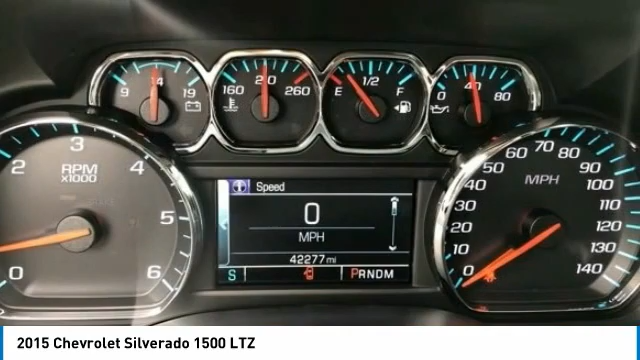 9 14 19
160 210 260
E 1/2 F
0 40 80
RPM
x1000
0 1 2 3 4 5 6
Speed
0
MPH
42277 mi
S PRNDM
MPH
0 10 20 30 40 50 60 70 80 90 100 110 120 130 140
2015 Chevrolet Silverado 1500 LTZ